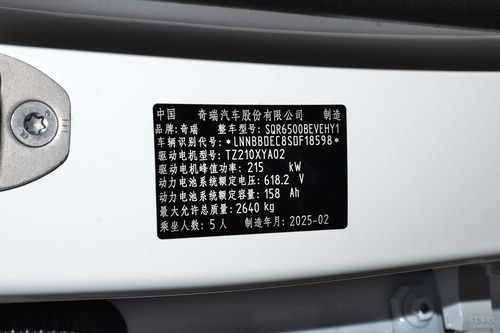 中国 奇瑞汽车股份有限公司 制造
品牌: 奇瑞 整车型号: SQR6500BEVEHY1
车辆识别代号: *LNNBBDEC8SDF18598*
驱动电机型号: TZ210XYA02
驱动电机峰值功率: 215 kW
动力电池系统额定电压: 618.2 V
动力电池系统额定容量: 158 Ah
最大允许总质量: 2640 kg
乘坐人数: 5人 制造年月: 2025-02